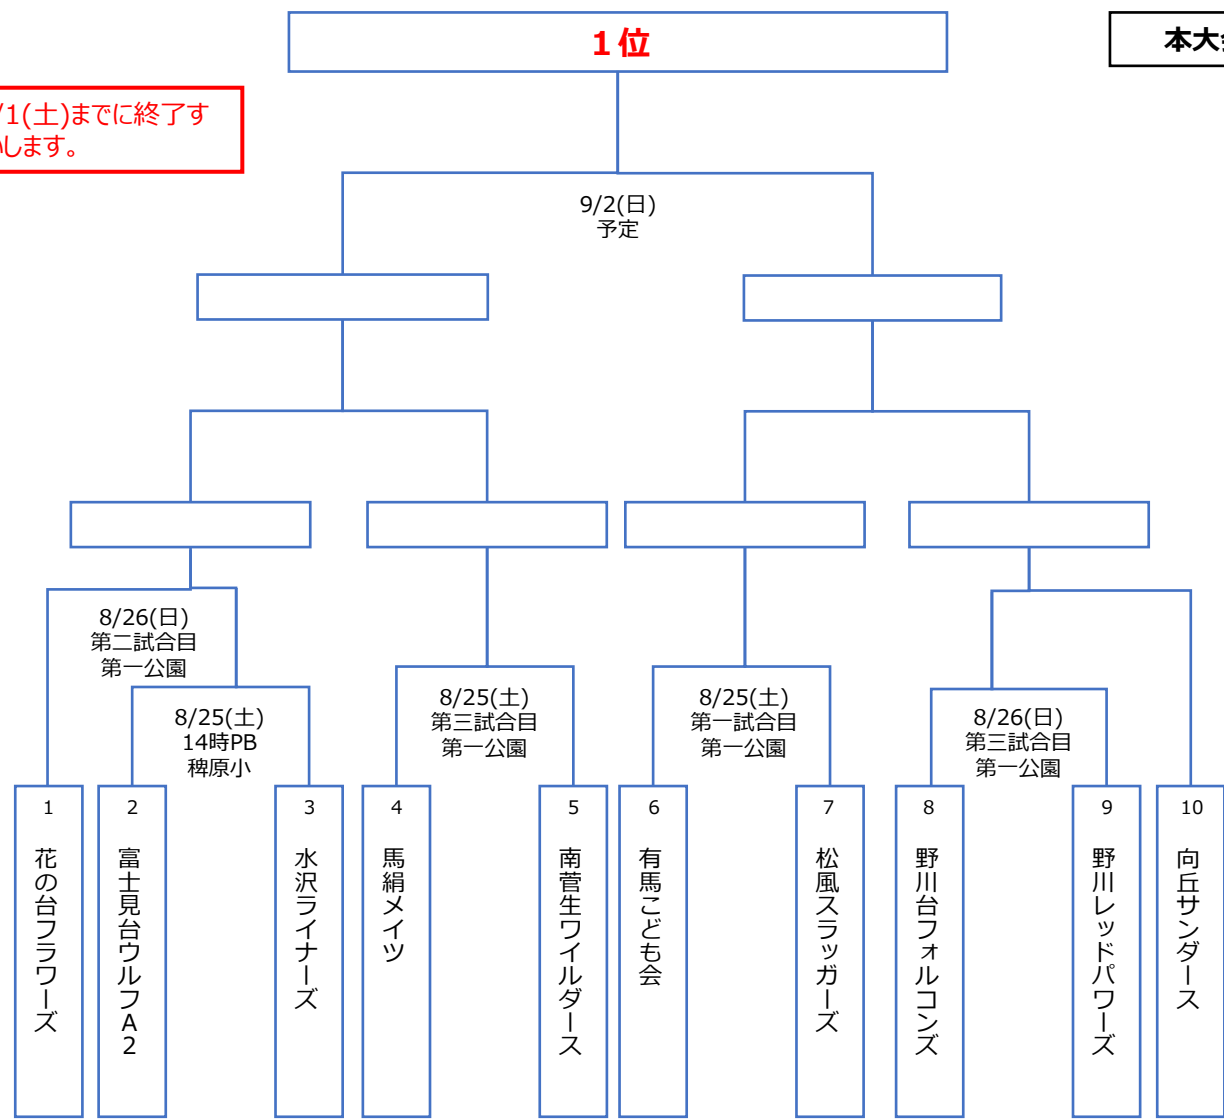 1位
本大
/1(土)までに終了す
います。
9/2(日)
予定
8/26(日)
第二試合目
第一公園
8/25(土)
14時PB
稗原小
8/25(土)
第三試合目
第一公園
8/25(土)
第一試合目
第一公園
8/26(日)
第三試合目
第一公園
1
花の台フラワーズ
2
富士見台ウルフA2
3
水沢ライナーズ
4
馬絹メイツ
5
南菅生ワイルダース
6
有馬こども会
7
松風スラッガーズ
8
野川台フォルコンズ
9
野川レッドパワーズ
10
向丘サンダース